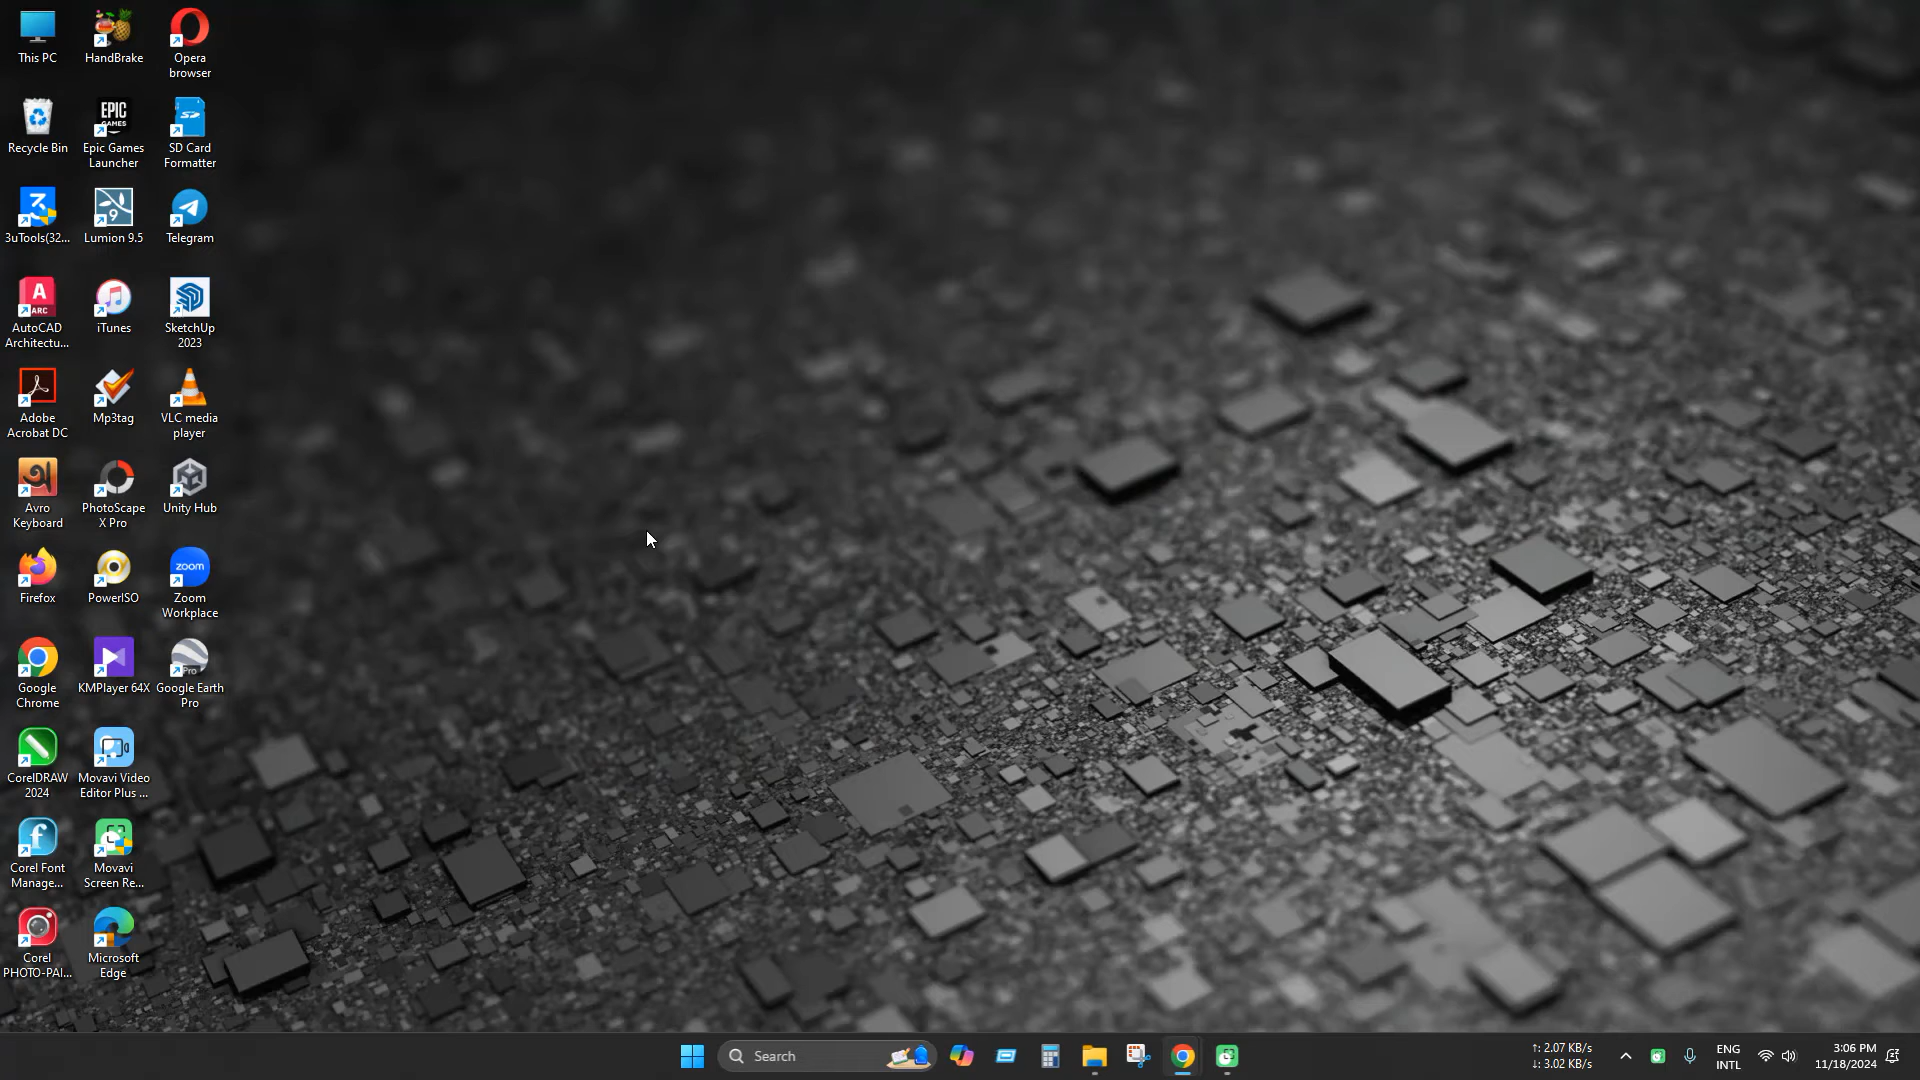 This PC
HandBrake
Opera
browser
Recycle Bin
EPIC
GAMES
Epic Games
Launcher
SD
SD Card
Formatter
3uTools(32...
9
Lumion 9.5
Telegram
A
ARC
AutoCAD
Architectu...
iTunes
SketchUp
2023
Adobe
Acrobat DC
Mp3tag
VLC media
player
অ
Avro
Keyboard
PhotoScape
X Pro
Unity Hub
Firefox
PowerISO
zoom
Zoom
Workplace
Google
Chrome
KMPlayer 64X
Pro
Google Earth
Pro
CorelDRAW
2024
Movavi Video
Editor Plus ...
f
Corel Font
Manage...
Movavi
Screen Re...
Corel
PHOTO-PAI...
Microsoft
Edge
Search
↑: 2.07 KB/s
↓: 3.02 KB/s
ENG
INTL
3:06 PM
11/18/2024